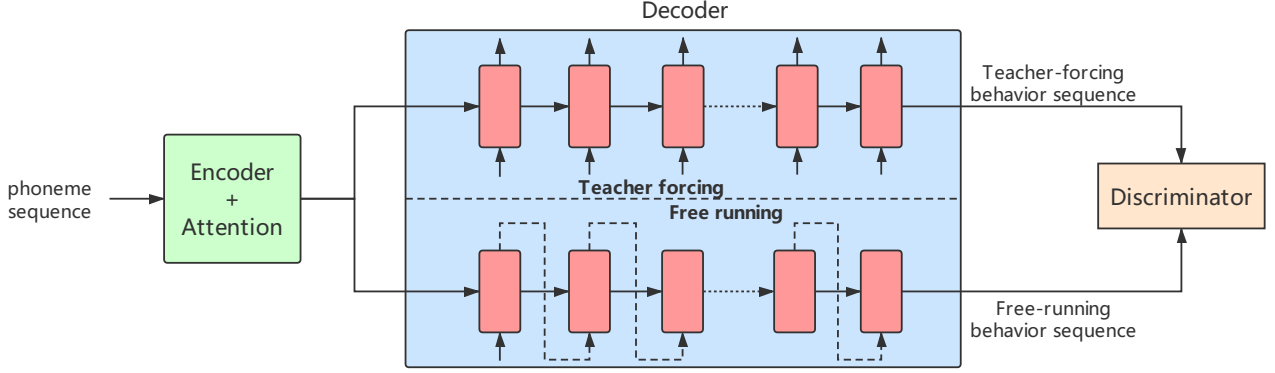 Decoder
Teacher-forcing
behavior sequence
Encoder
+
Attention
phoneme
sequence
Teacher forcing
Free running
Discriminator
Free-running
behavior sequence